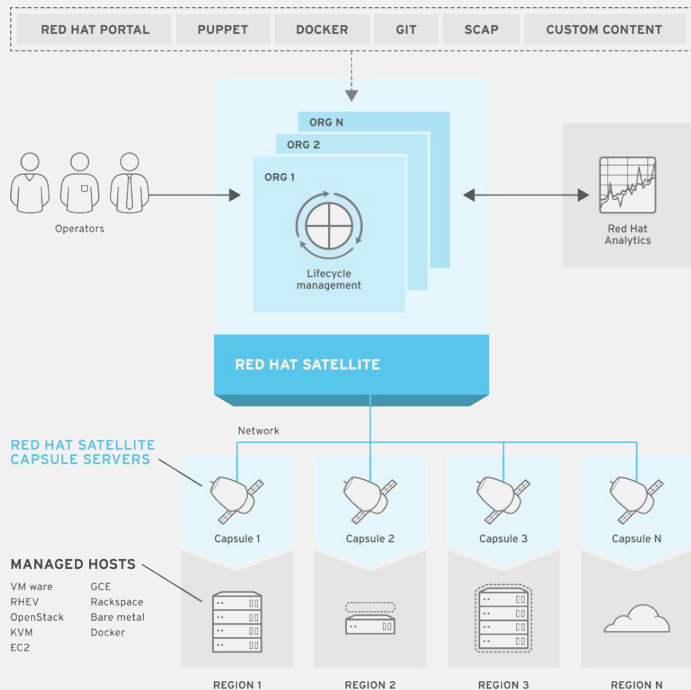 RED HAT PORTAL
PUPPET
DOCKER
GIT
SCAP
CUSTOM CONTENT
ORG N
ORG 2
ORG 1
Lifecycle
management
Operators
Red Hat
Analytics
RED HAT SATELLITE
Network
RED HAT SATELLITE
CAPSULE SERVERS
Capsule 1
Capsule 2
Capsule 3
Capsule N
MANAGED HOSTS
VM ware
RHEV
OpenStack
KVM
EC2
GCE
Rackspace
Bare metal
Docker
REGION 1
REGION 2
REGION 3
REGION N